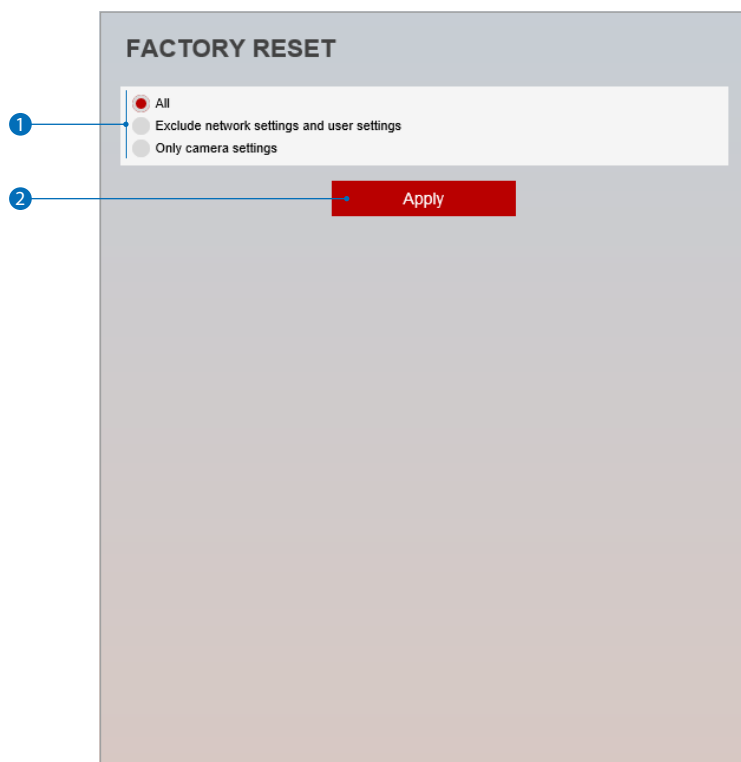 FACTORY RESET
All
1
Exclude network settings and user settings
Only camera settings
2
Apply